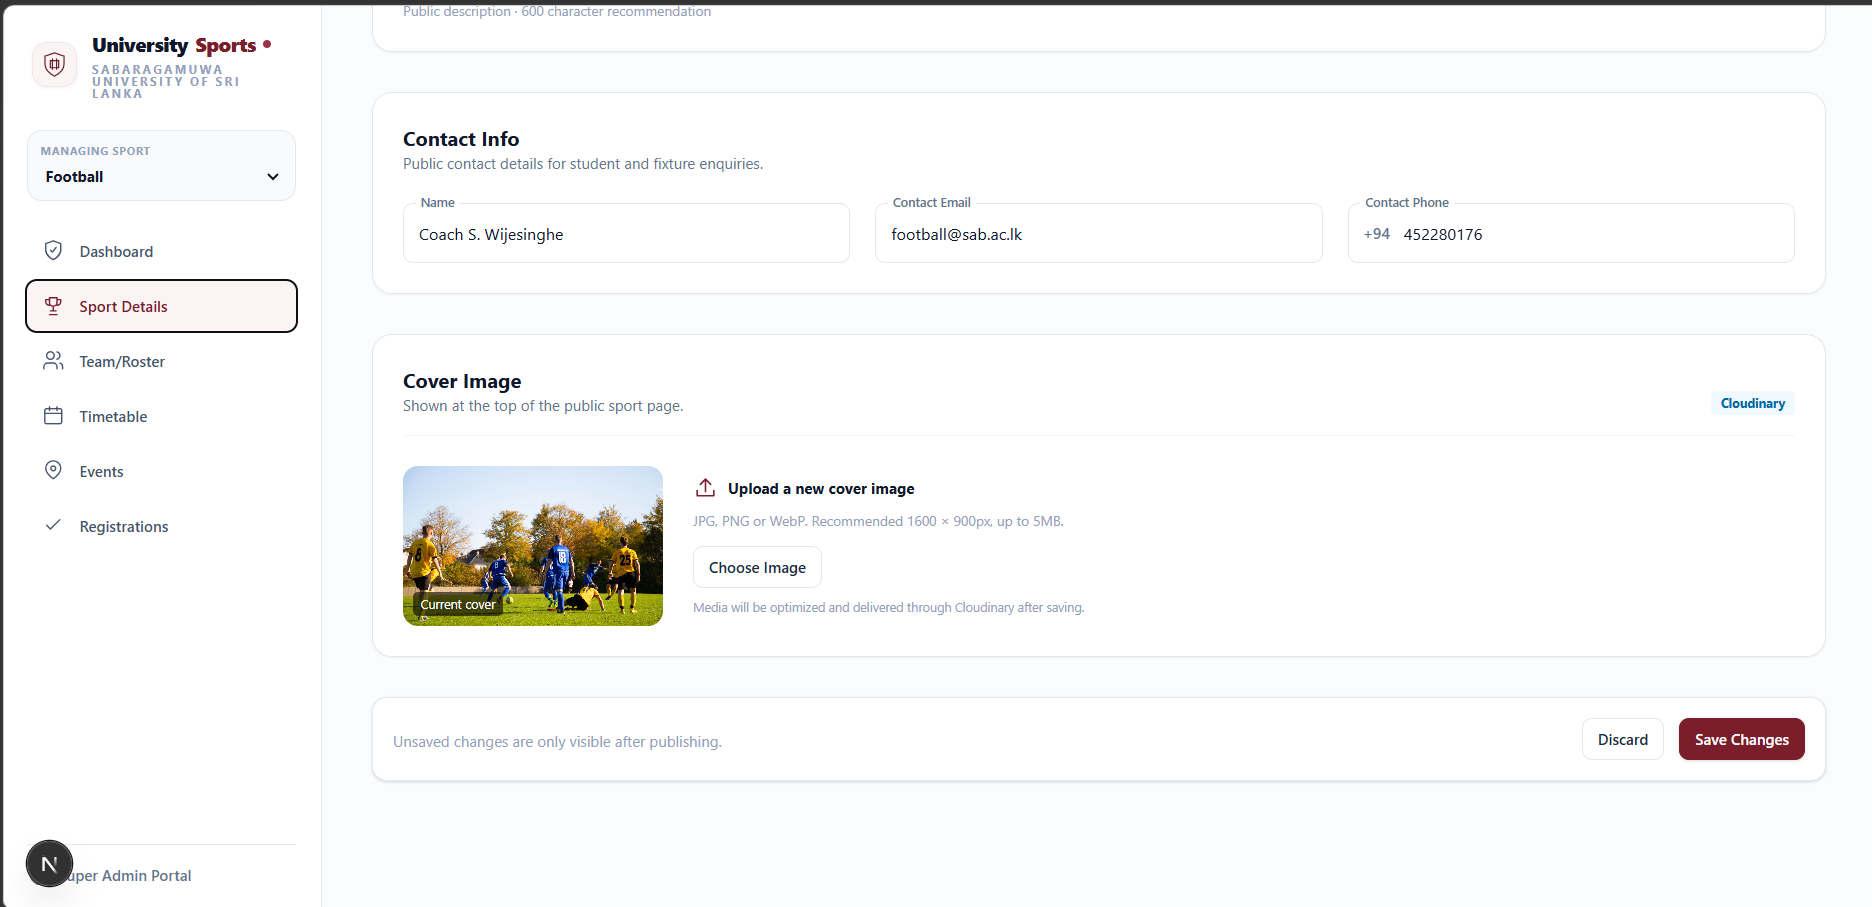 University Sports
SABARAGAMUWA
UNIVERSITY OF SRI
LANKA
MANAGING SPORT
Football
Dashboard
Sport Details
Team/Roster
Timetable
Events
Registrations
N
uper Admin Portal
Public description · 600 character recommendation
Contact Info
Public contact details for student and fixture enquiries.
Name
Coach S. Wijesinghe
Contact Email
football@sab.ac.lk
Contact Phone
+94 452280176
Cover Image
Shown at the top of the public sport page.
Cloudinary
8
8
18
25
Current cover
Upload a new cover image
JPG, PNG or WebP. Recommended 1600 × 900px, up to 5MB.
Choose Image
Media will be optimized and delivered through Cloudinary after saving.
Unsaved changes are only visible after publishing.
Discard
Save Changes